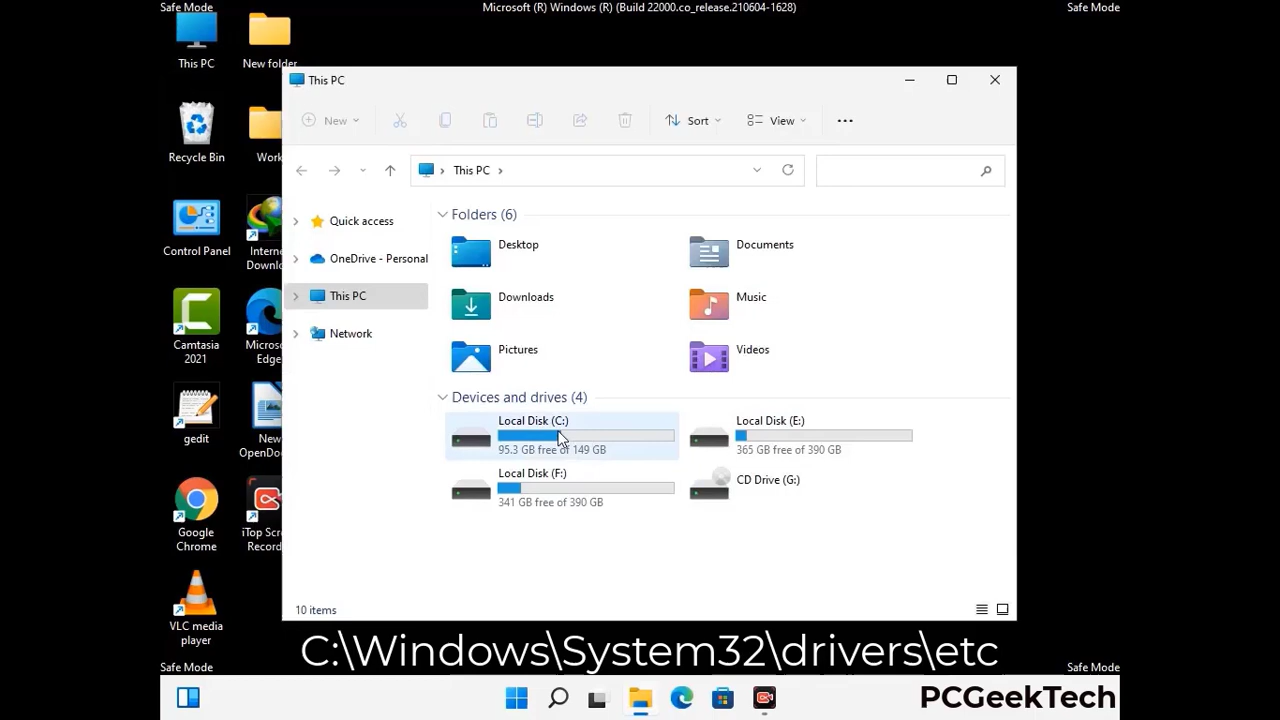 Safe Mode
Microsoft (R) Windows (R) (Build 22000.co_release.210604-1628)
Safe Mode
This PC
New folder
Recycle Bin
Work
Control Panel
Internet
Downlo
Camtasia
2021
Micros
Edge
gedit
New
OpenDo
Google
Chrome
iTop Scre
Record
VLC media
player
This PC
New
Sort
View
This PC
Quick access
OneDrive - Personal
This PC
Network
Folders (6)
Desktop
Documents
Downloads
Music
Pictures
Videos
Devices and drives (4)
Local Disk (C:)
95.3 GB free of 149 GB
Local Disk (E:)
365 GB free of 390 GB
Local Disk (F:)
341 GB free of 390 GB
CD Drive (G:)
10 items
C:\Windows\System32\drivers\etc
Safe Mode
Safe Mode
PCGeekTech